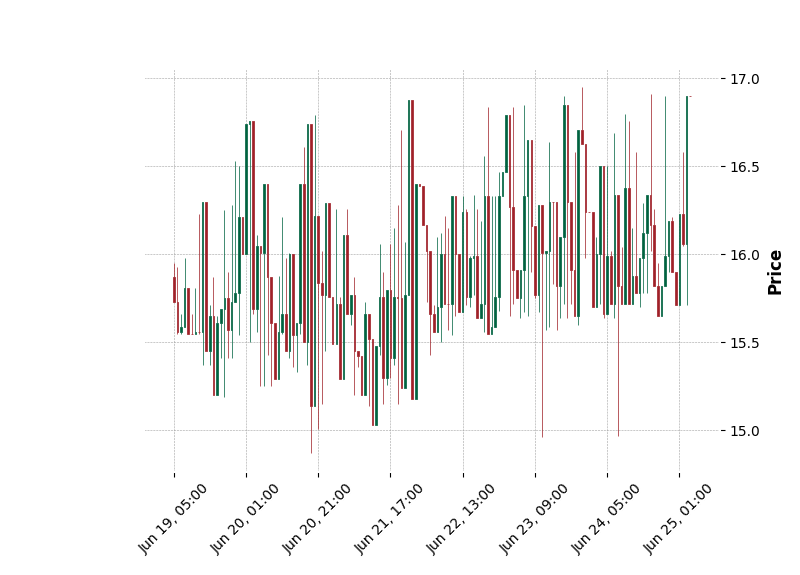 17.0
16.5
16.0
15.5
15.0
Price
Jun 19, 05:00
Jun 20, 01:00
Jun 20, 21:00
Jun 21, 17:00
Jun 22, 13:00
Jun 23, 09:00
Jun 24, 05:00
Jun 25, 01:00